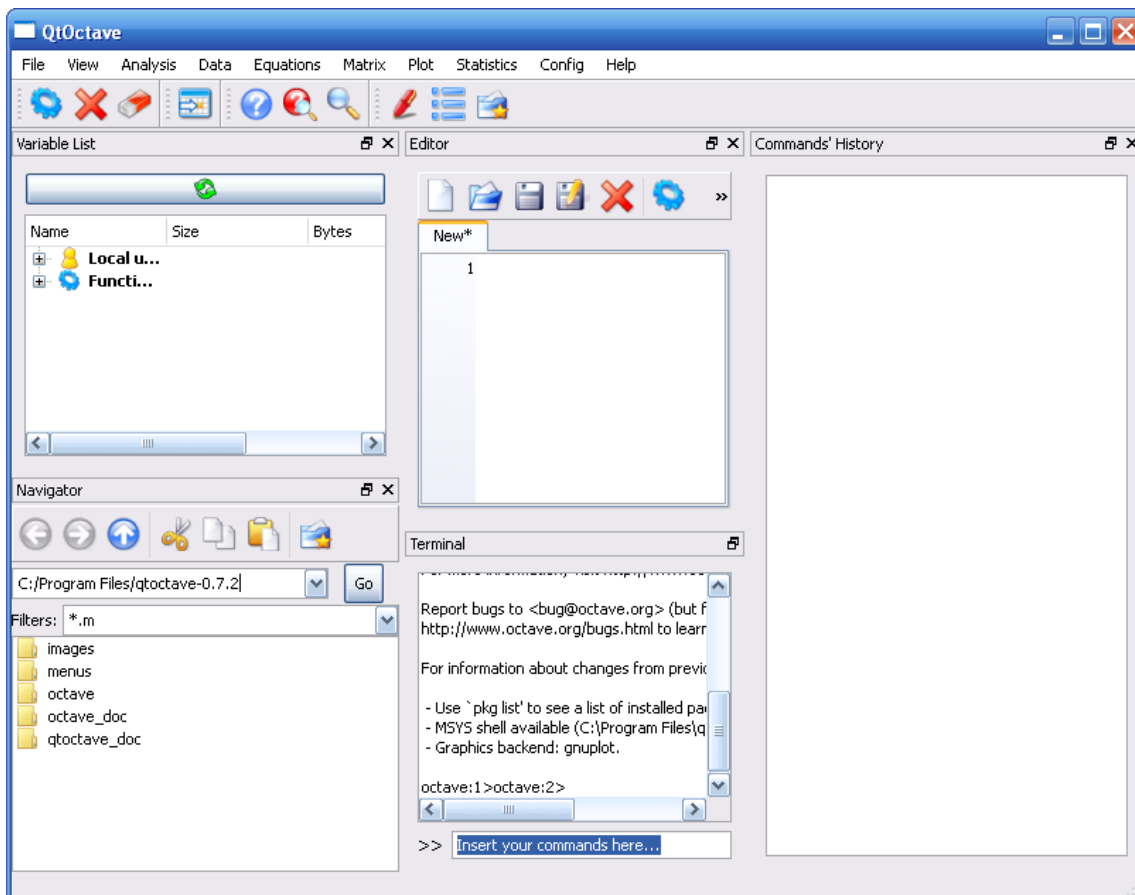 QtOctave
File View Analysis Data Equations Matrix Plot Statistics Config Help
Variable List
Name Size Bytes
Local u...
Functi...
Navigator
C:/Program Files/qtoctave-0.7.2 Go
Filters: *.m
images
menus
octave
octave_doc
qtoctave_doc
Editor
»
New*
1
Terminal
Report bugs to <bug@octave.org> (but f
http://www.octave.org/bugs.html to learn
For information about changes from previo
- Use `pkg list' to see a list of installed pa
- MSYS shell available (C:\Program Files\q
- Graphics backend: gnuplot.
octave:1>octave:2>
>> Insert your commands here...
Commands' History